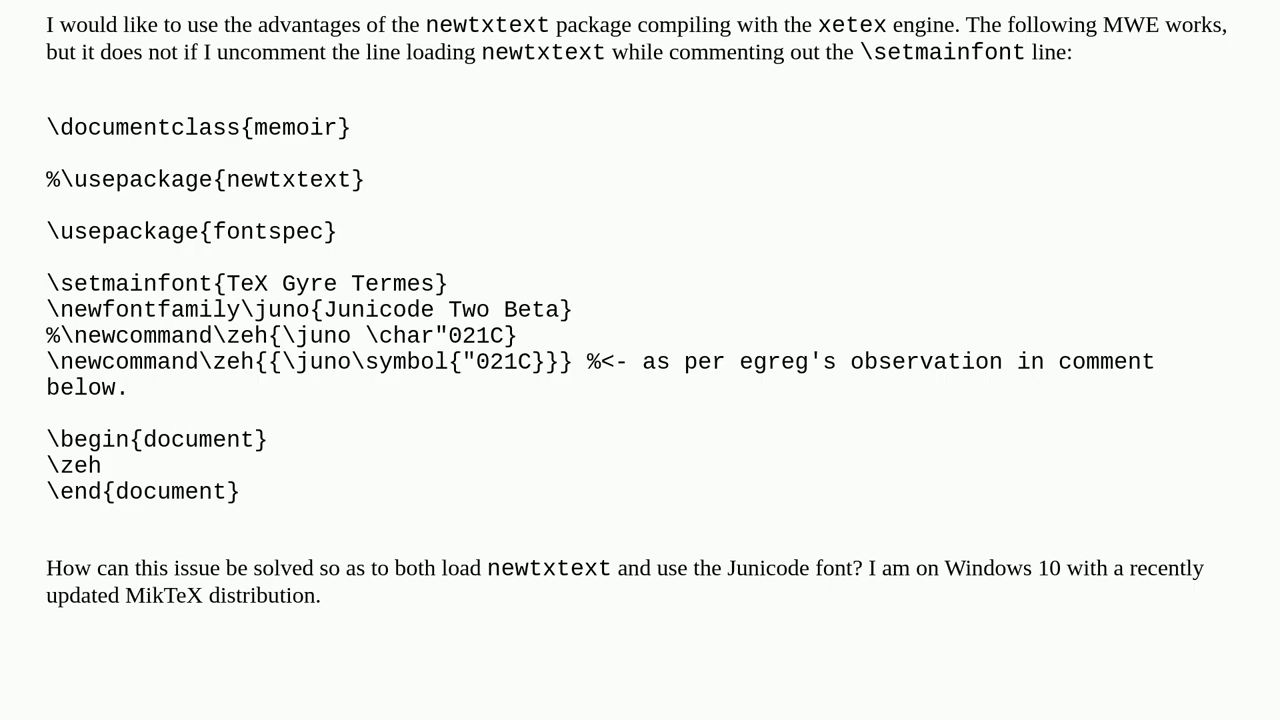 I would like to use the advantages of the newtxtext package compiling with the xetex engine. The following MWE works,
but it does not if I uncomment the line loading newtxtext while commenting out the \setmainfont line:
\documentclass{memoir}
%\usepackage{newtxtext}
\usepackage{fontspec}
\setmainfont{TeX Gyre Termes}
\newfontfamily\juno{Junicode Two Beta}
%\newcommand\zeh{\juno \char"021C}
\newcommand\zeh{{\juno\symbol{"021C}}} %<- as per egreg's observation in comment
below.
\begin{document}
\zeh
\end{document}
How can this issue be solved so as to both load newtxtext and use the Junicode font? I am on Windows 10 with a recently
updated MikTeX distribution.